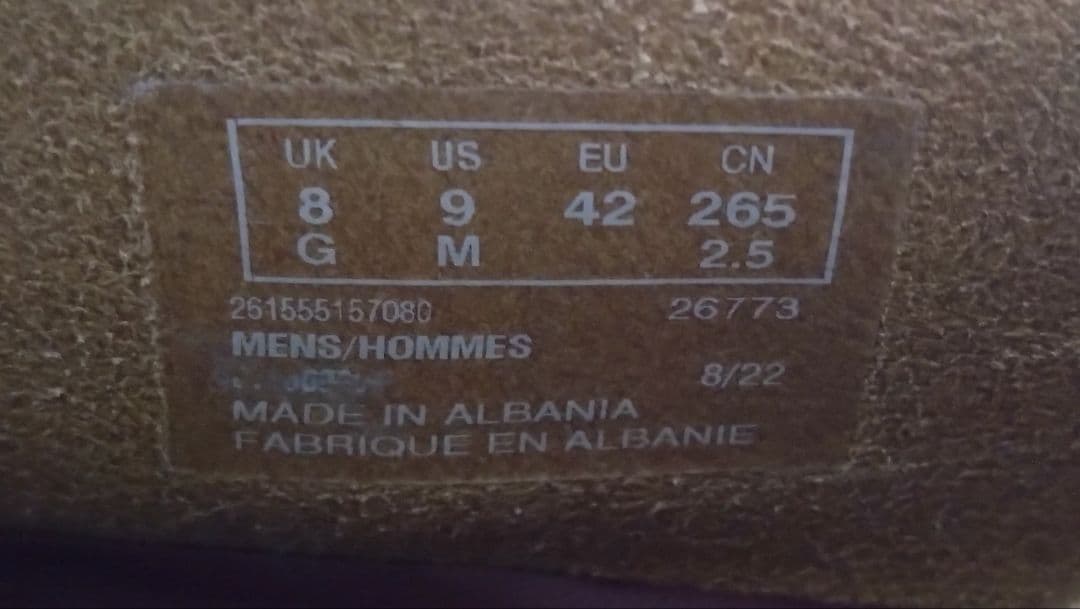 UK US EU CN
8 9 42 265
G M 2.5
261555157080 26773
MENS/HOMMES
8/22
MADE IN ALBANIA
FABRIQUE EN ALBANIE